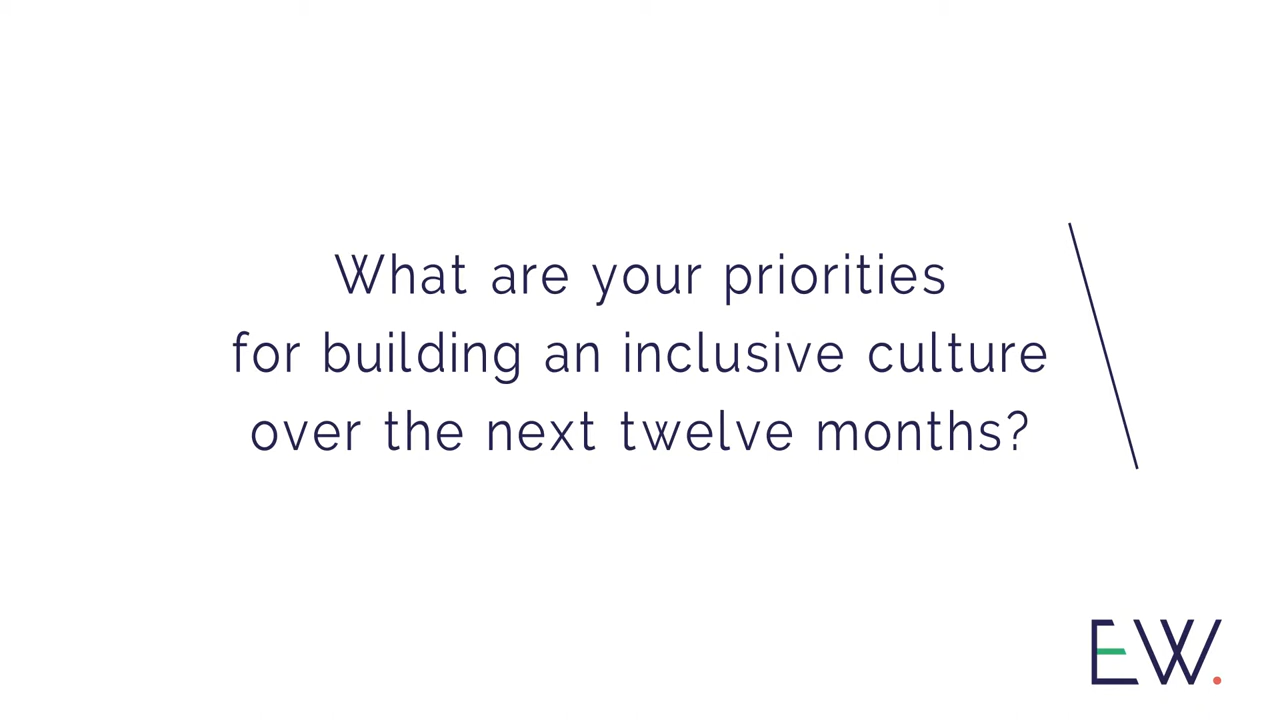 What are your priorities
for building an inclusive culture
over the next twelve months?
EW.